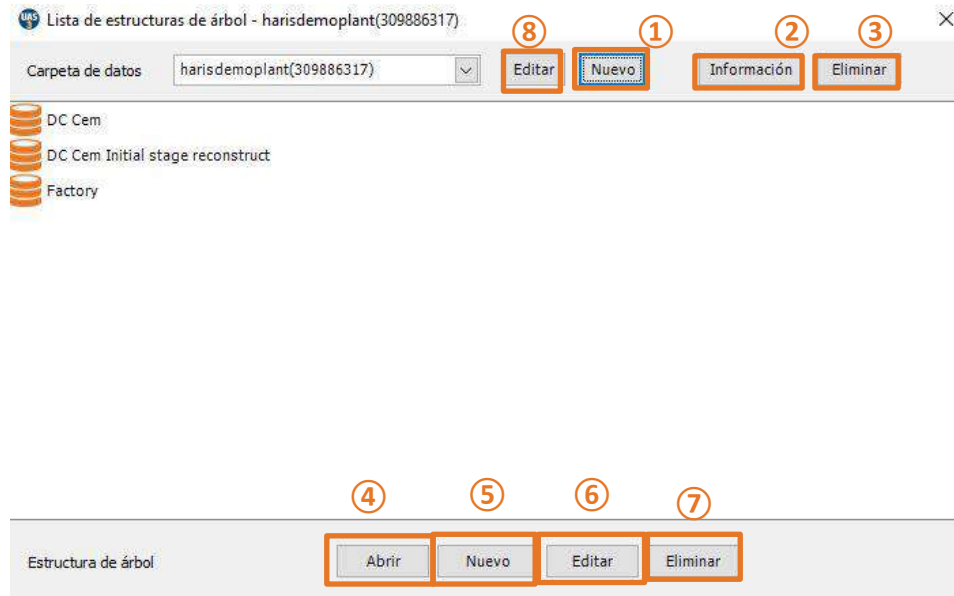 UAS
3
Lista de estructuras de árbol - harisdemoplant(309886317)
⑧ ① ② ③
Carpeta de datos harisdemoplant(309886317) Editar Nuevo Información Eliminar
DC Cem
DC Cem Initial stage reconstruct
Factory
④ ⑤ ⑥ ⑦
Estructura de árbol Abrir Nuevo Editar Eliminar